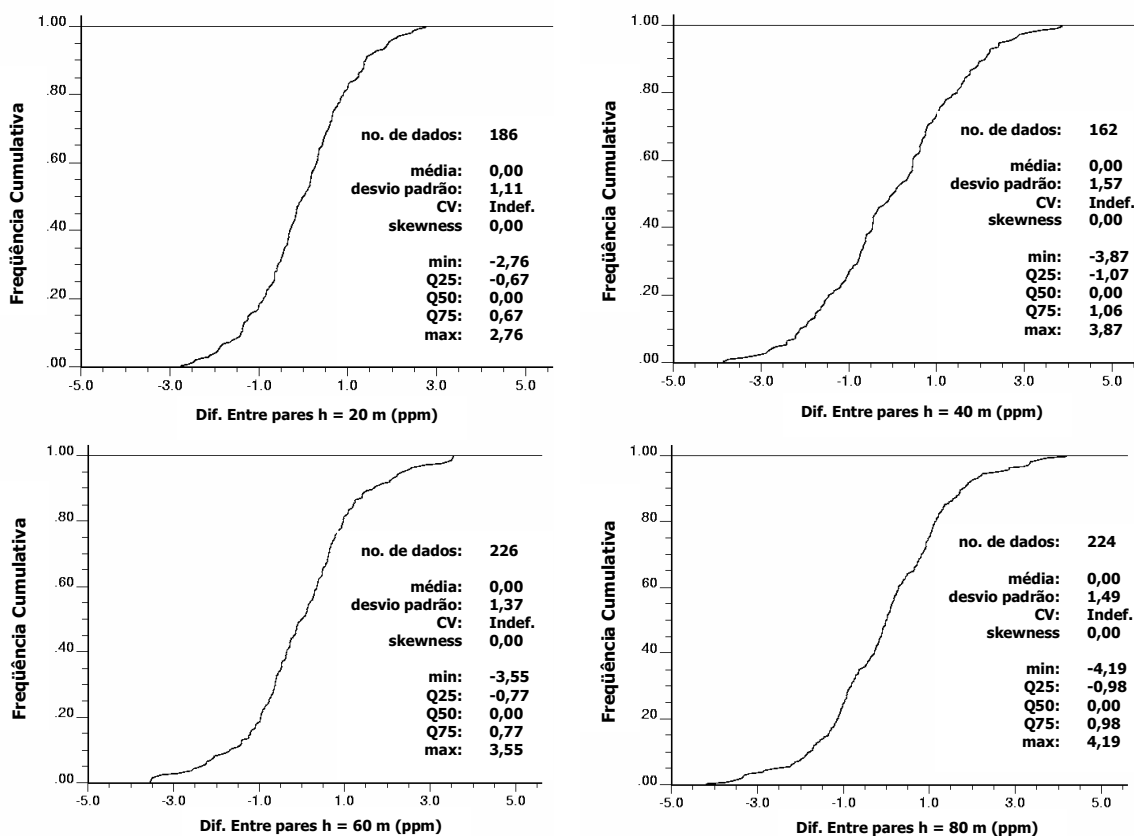 Freqüência Cumulativa
1.00
.80
.60
.40
.20
.00
no. de dados: 186
média: 0,00
desvio padrão: 1,11
CV: Indef.
skewness 0,00
min: -2,76
Q25: -0,67
Q50: 0,00
Q75: 0,67
max: 2,76
-5.0 -3.0 -1.0 1.0 3.0 5.0
Dif. Entre pares h = 20 m (ppm)
Freqüência Cumulativa
1.00
.80
.60
.40
.20
.00
no. de dados: 162
média: 0,00
desvio padrão: 1,57
CV: Indef.
skewness 0,00
min: -3,87
Q25: -1,07
Q50: 0,00
Q75: 1,06
max: 3,87
-5.0 -3.0 -1.0 1.0 3.0 5.0
Dif. Entre pares h = 40 m (ppm)
Freqüência Cumulativa
1.00
.80
.60
.40
.20
.00
no. de dados: 226
média: 0,00
desvio padrão: 1,37
CV: Indef.
skewness 0,00
min: -3,55
Q25: -0,77
Q50: 0,00
Q75: 0,77
max: 3,55
-5.0 -3.0 -1.0 1.0 3.0 5.0
Dif. Entre pares h = 60 m (ppm)
Freqüência Cumulativa
1.00
.80
.60
.40
.20
.00
no. de dados: 224
média: 0,00
desvio padrão: 1,49
CV: Indef.
skewness 0,00
min: -4,19
Q25: -0,98
Q50: 0,00
Q75: 0,98
max: 4,19
-5.0 -3.0 -1.0 1.0 3.0 5.0
Dif. Entre pares h = 80 m (ppm)